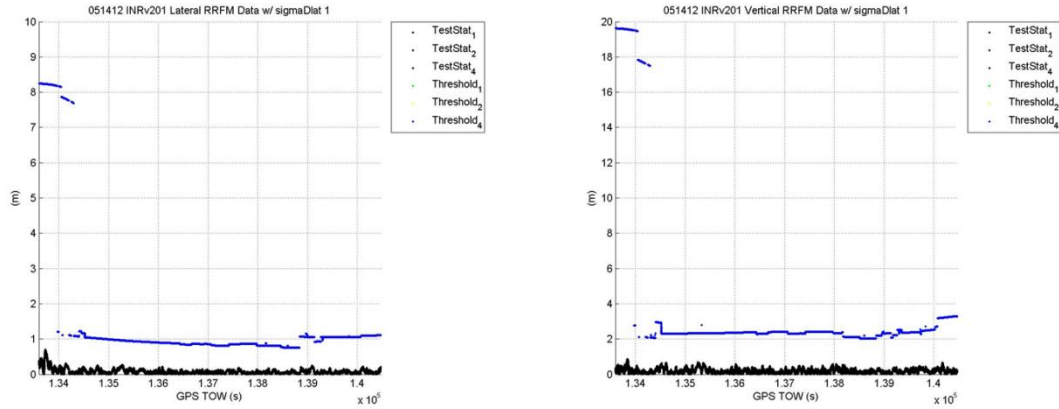 051412 INRv201 Lateral RRFM Data w/ sigmaDlat 1
10
9
8
7
6
5
4
3
2
1
0
(m)
1.34 1.35 1.36 1.37 1.38 1.39 1.4
GPS TOW (s)
x 10⁵
TestStat₁
TestStat₂
TestStat₄
Threshold₁
Threshold₂
Threshold₄
051412 INRv201 Vertical RRFM Data w/ sigmaDlat 1
20
18
16
14
12
10
8
6
4
2
0
(m)
1.34 1.35 1.36 1.37 1.38 1.39 1.4
GPS TOW (s)
x 10⁵
TestStat₁
TestStat₂
TestStat₄
Threshold₁
Threshold₂
Threshold₄